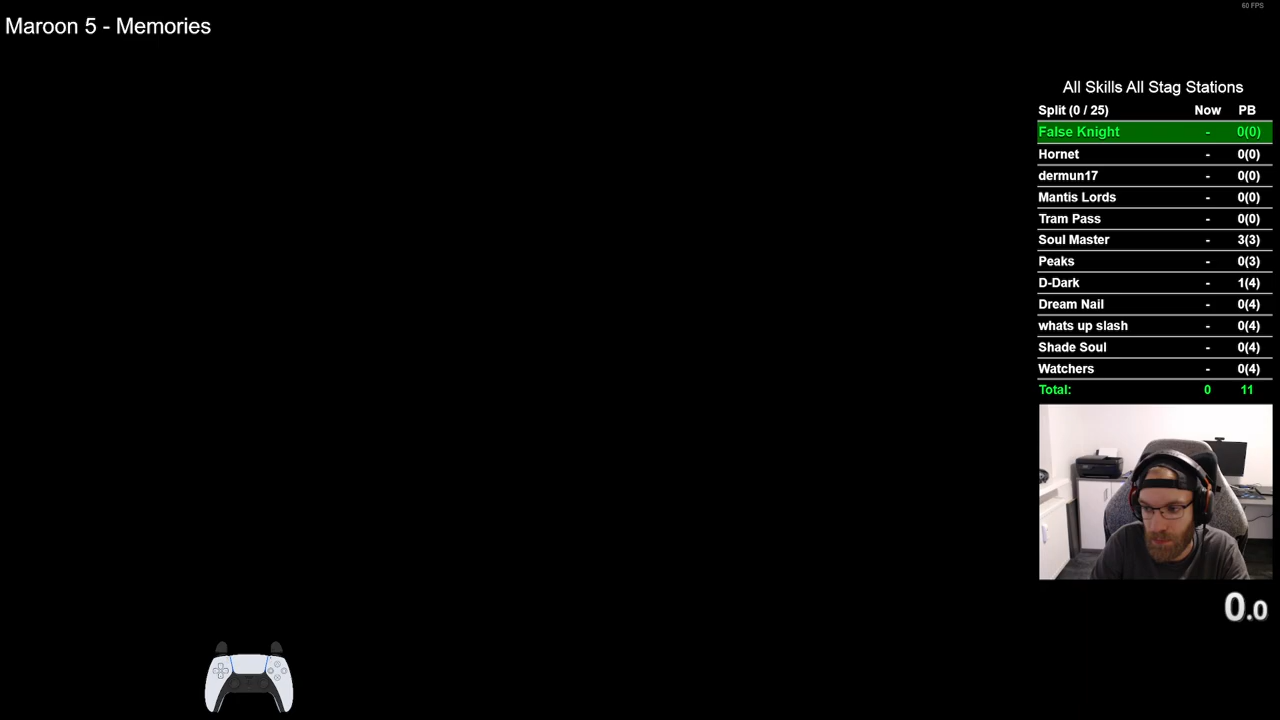 60 FPS
Maroon 5 - Memories
All Skills All Stag Stations
Split (0 / 25) Now PB
False Knight - 0(0)
Hornet - 0(0)
dermun17 - 0(0)
Mantis Lords - 0(0)
Tram Pass - 0(0)
Soul Master - 3(3)
Peaks - 0(3)
D-Dark - 1(4)
Dream Nail - 0(4)
whats up slash - 0(4)
Shade Soul - 0(4)
Watchers - 0(4)
Total: 0 11
0.0